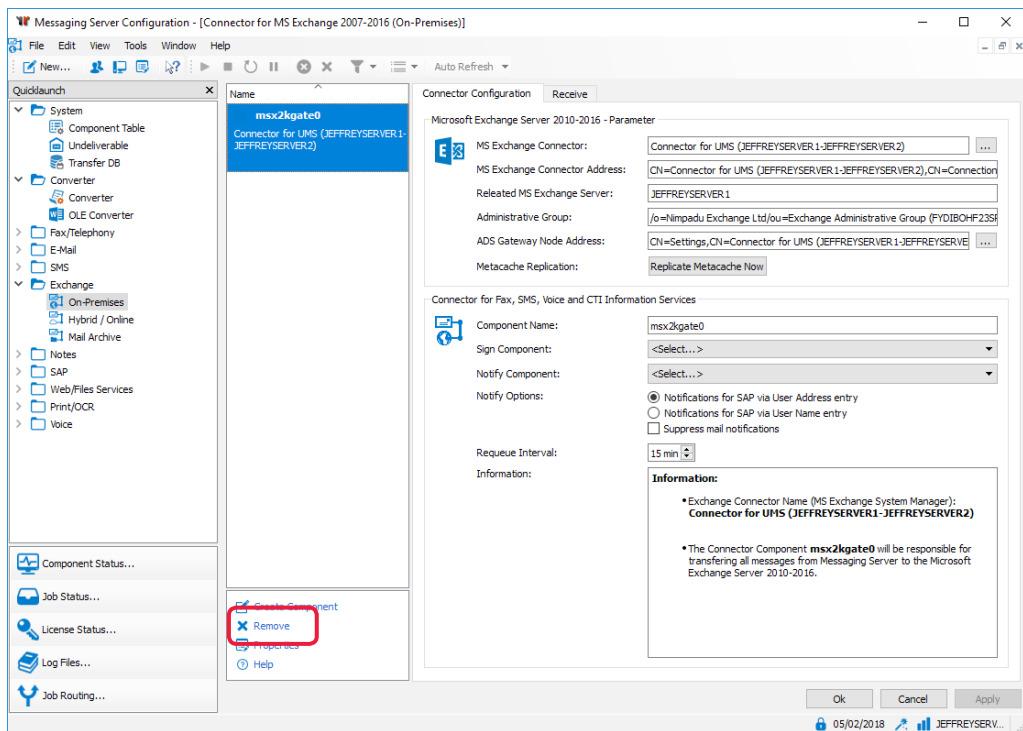 Messaging Server Configuration - [Connector for MS Exchange 2007-2016 (On-Premises)]
File Edit View Tools Window Help
New... Auto Refresh
Quicklaunch
System
Component Table
Undeliverable
Transfer DB
Converter
Converter
OLE Converter
Fax/Telephony
E-Mail
SMS
Exchange
On-Premises
Hybrid / Online
Mail Archive
Notes
SAP
Web/Files Services
Print/OCR
Voice
Component Status...
Job Status...
License Status...
Log Files...
Job Routing...
Name
msx2kgate0
Connector for UMS (JEFFREYSERVER1-
JEFFREYSERVER2)
Create Component
Remove
Properties
Help
Connector Configuration Receive
Microsoft Exchange Server 2010-2016 - Parameter
MS Exchange Connector: Connector for UMS (JEFFREYSERVER1-JEFFREYSERVER2) ...
MS Exchange Connector Address: CN=Connector for UMS (JEFFREYSERVER1-JEFFREYSERVER2),CN=Connection
Releated MS Exchange Server: JEFFREYSERVER1
Administrative Group: /o=Nimpadu Exchange Ltd/ou=Exchange Administrative Group (FYDIBOHF23SF
ADS Gateway Node Address: CN=Settings,CN=Connector for UMS (JEFFREYSERVER1-JEFFREYSERVE ...
Metacache Replication: Replicate Metacache Now
Connector for Fax, SMS, Voice and CTI Information Services
Component Name: msx2kgate0
Sign Component: <Select...>
Notify Component: <Select...>
Notify Options: Notifications for SAP via User Address entry
Notifications for SAP via User Name entry
Suppress mail notifications
Requeue Interval: 15 min
Information:
Information:
•Exchange Connector Name (MS Exchange System Manager):
Connector for UMS (JEFFREYSERVER1-JEFFREYSERVER2)
•The Connector Component msx2kgate0 will be responsible for
transfering all messages from Messaging Server to the Microsoft
Exchange Server 2010-2016.
Ok Cancel Apply
05/02/2018 JEFFREYSERV...